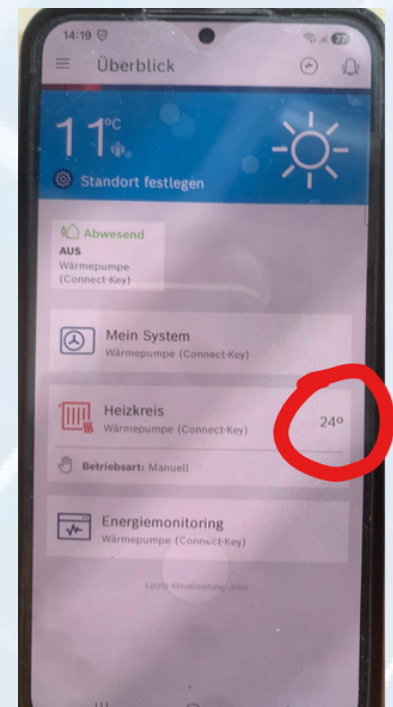 14:19
77
Überblick
11°C
Standort festlegen
Abwesend
AUS
Wärmepumpe
(Connect-Key)
Mein System
Wärmepumpe (Connect-Key)
Heizkreis
Wärmepumpe (Connect-Key)
24°
Betriebsart: Manuell
Energiemonitoring
Wärmepumpe (Connect-Key)
Letzte Aktualisierung: Jetzt